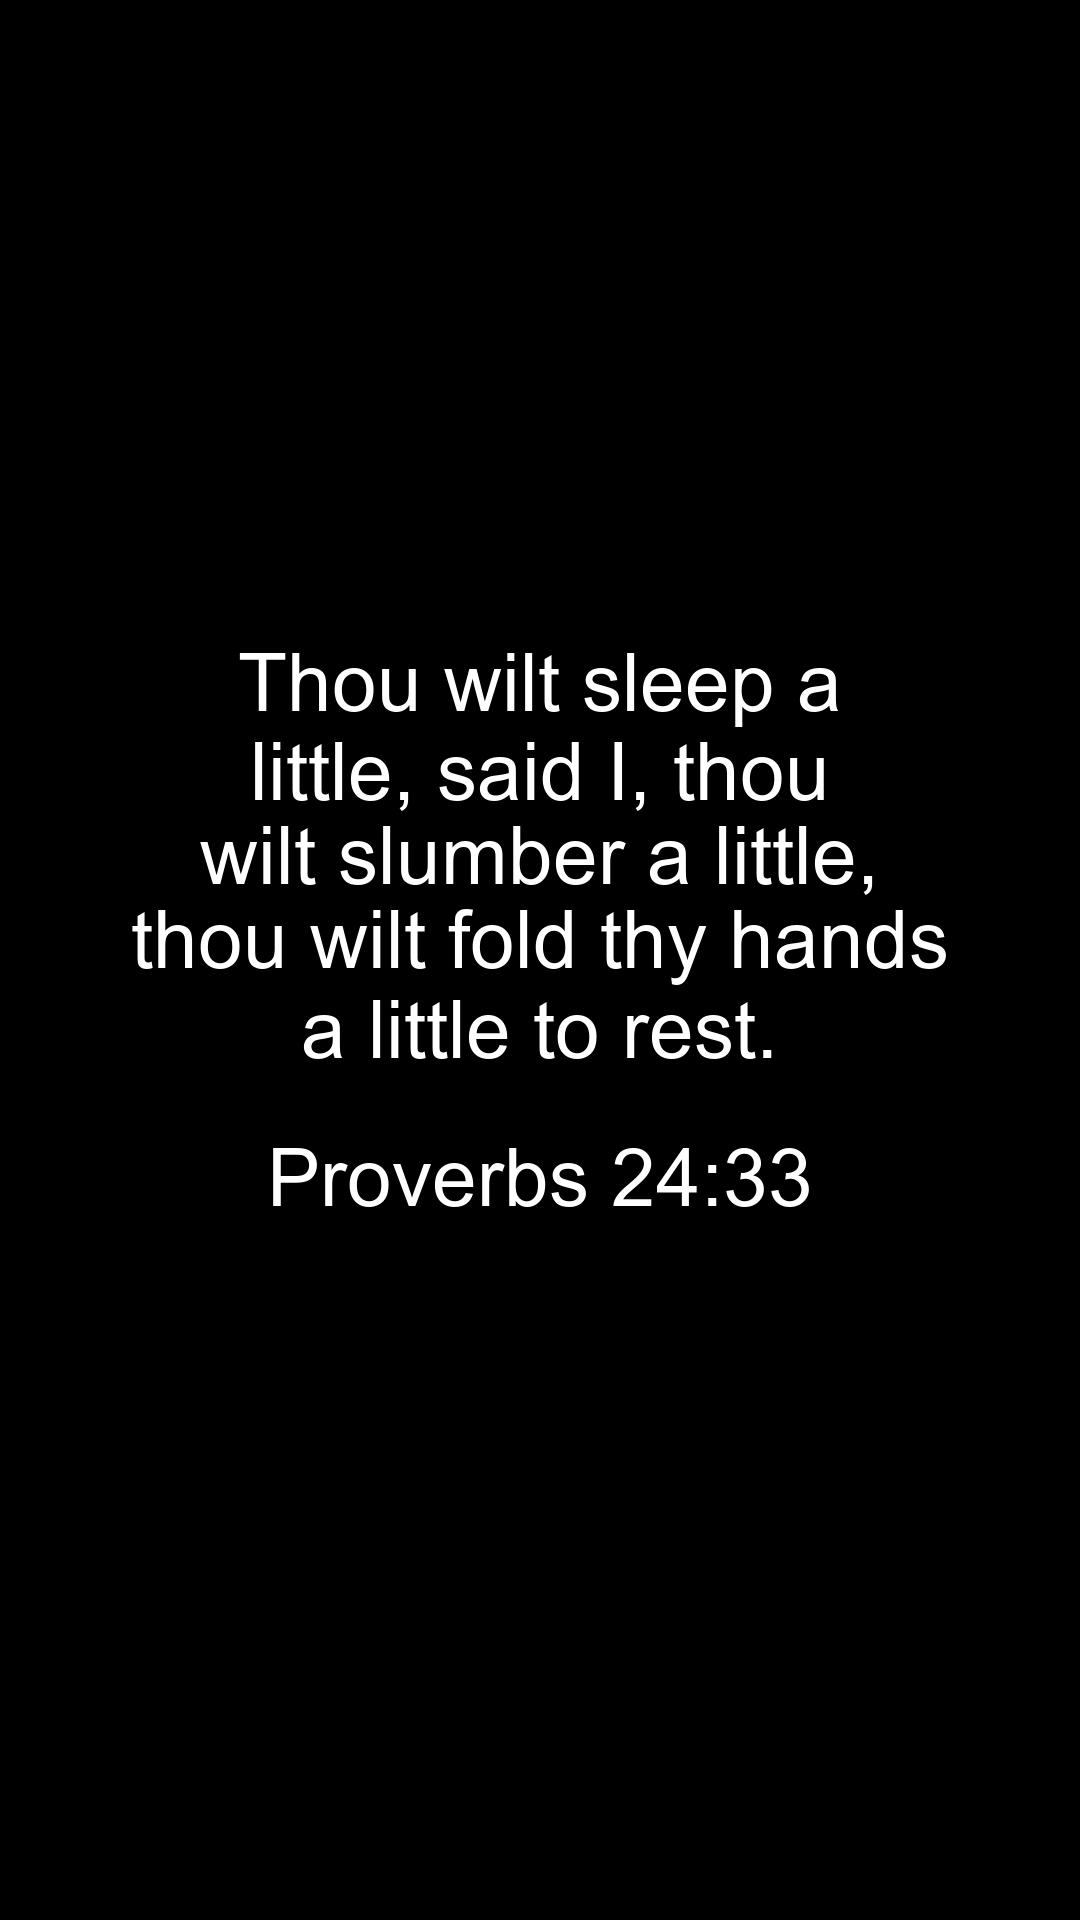 Thou wilt sleep a
little, said I, thou
wilt slumber a little,
thou wilt fold thy hands
a little to rest.
Proverbs 24:33